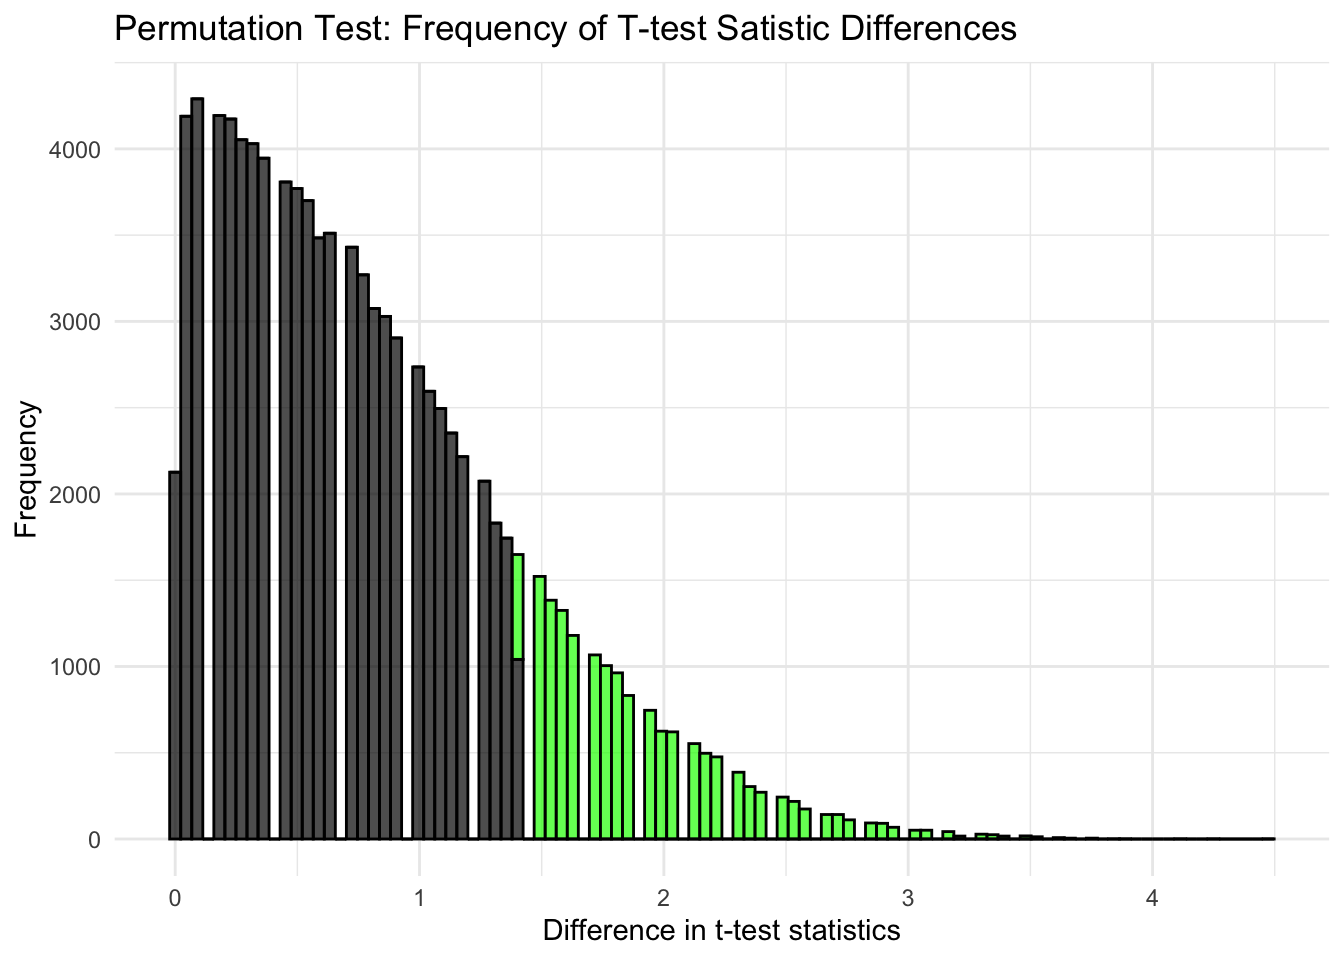 Permutation Test: Frequency of T-test Satistic Differences
4000
3000
2000
1000
0
Frequency
0 1 2 3 4
Difference in t-test statistics